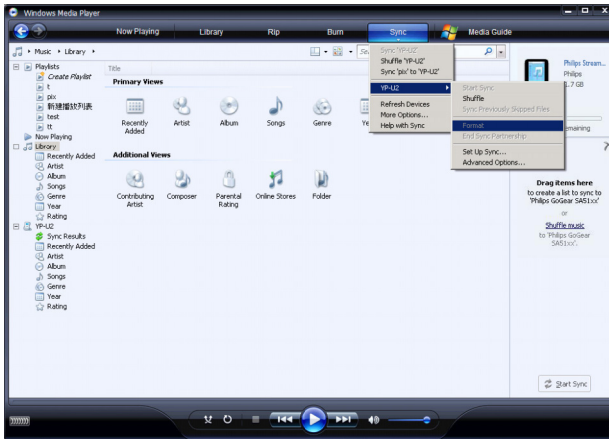 Windows Media Player
Now Playing
Library
Rip
Burn
Sync
Media Guide
Music
Library
Sync 'YP-U2'
Shuffle 'YP-U2'
Sync 'pix' to 'YP-U2'
YP-U2
Refresh Devices
More Options...
Help with Sync
Start Sync
Shuffle
Sync Previously Skipped Files
Format
End Sync Partnership
Set Up Sync...
Advanced Options...
Playlists
Create Playlist
t
pix
新建播放列表
test
tt
Now Playing
Library
Recently Added
Artist
Album
Songs
Genre
Year
Rating
YP-U2
Sync Results
Recently Added
Artist
Album
Songs
Genre
Year
Rating
Title
Primary Views
Recently Added
Artist
Album
Songs
Genre
Additional Views
Contributing Artist
Composer
Parental Rating
Online Stores
Folder
Philips Stream...
Philips
Drag items here
to create a list to sync to
'Philips GoGear SA51xx'
or
Shuffle music
to 'Philips GoGear
SA51xx'.
Start Sync